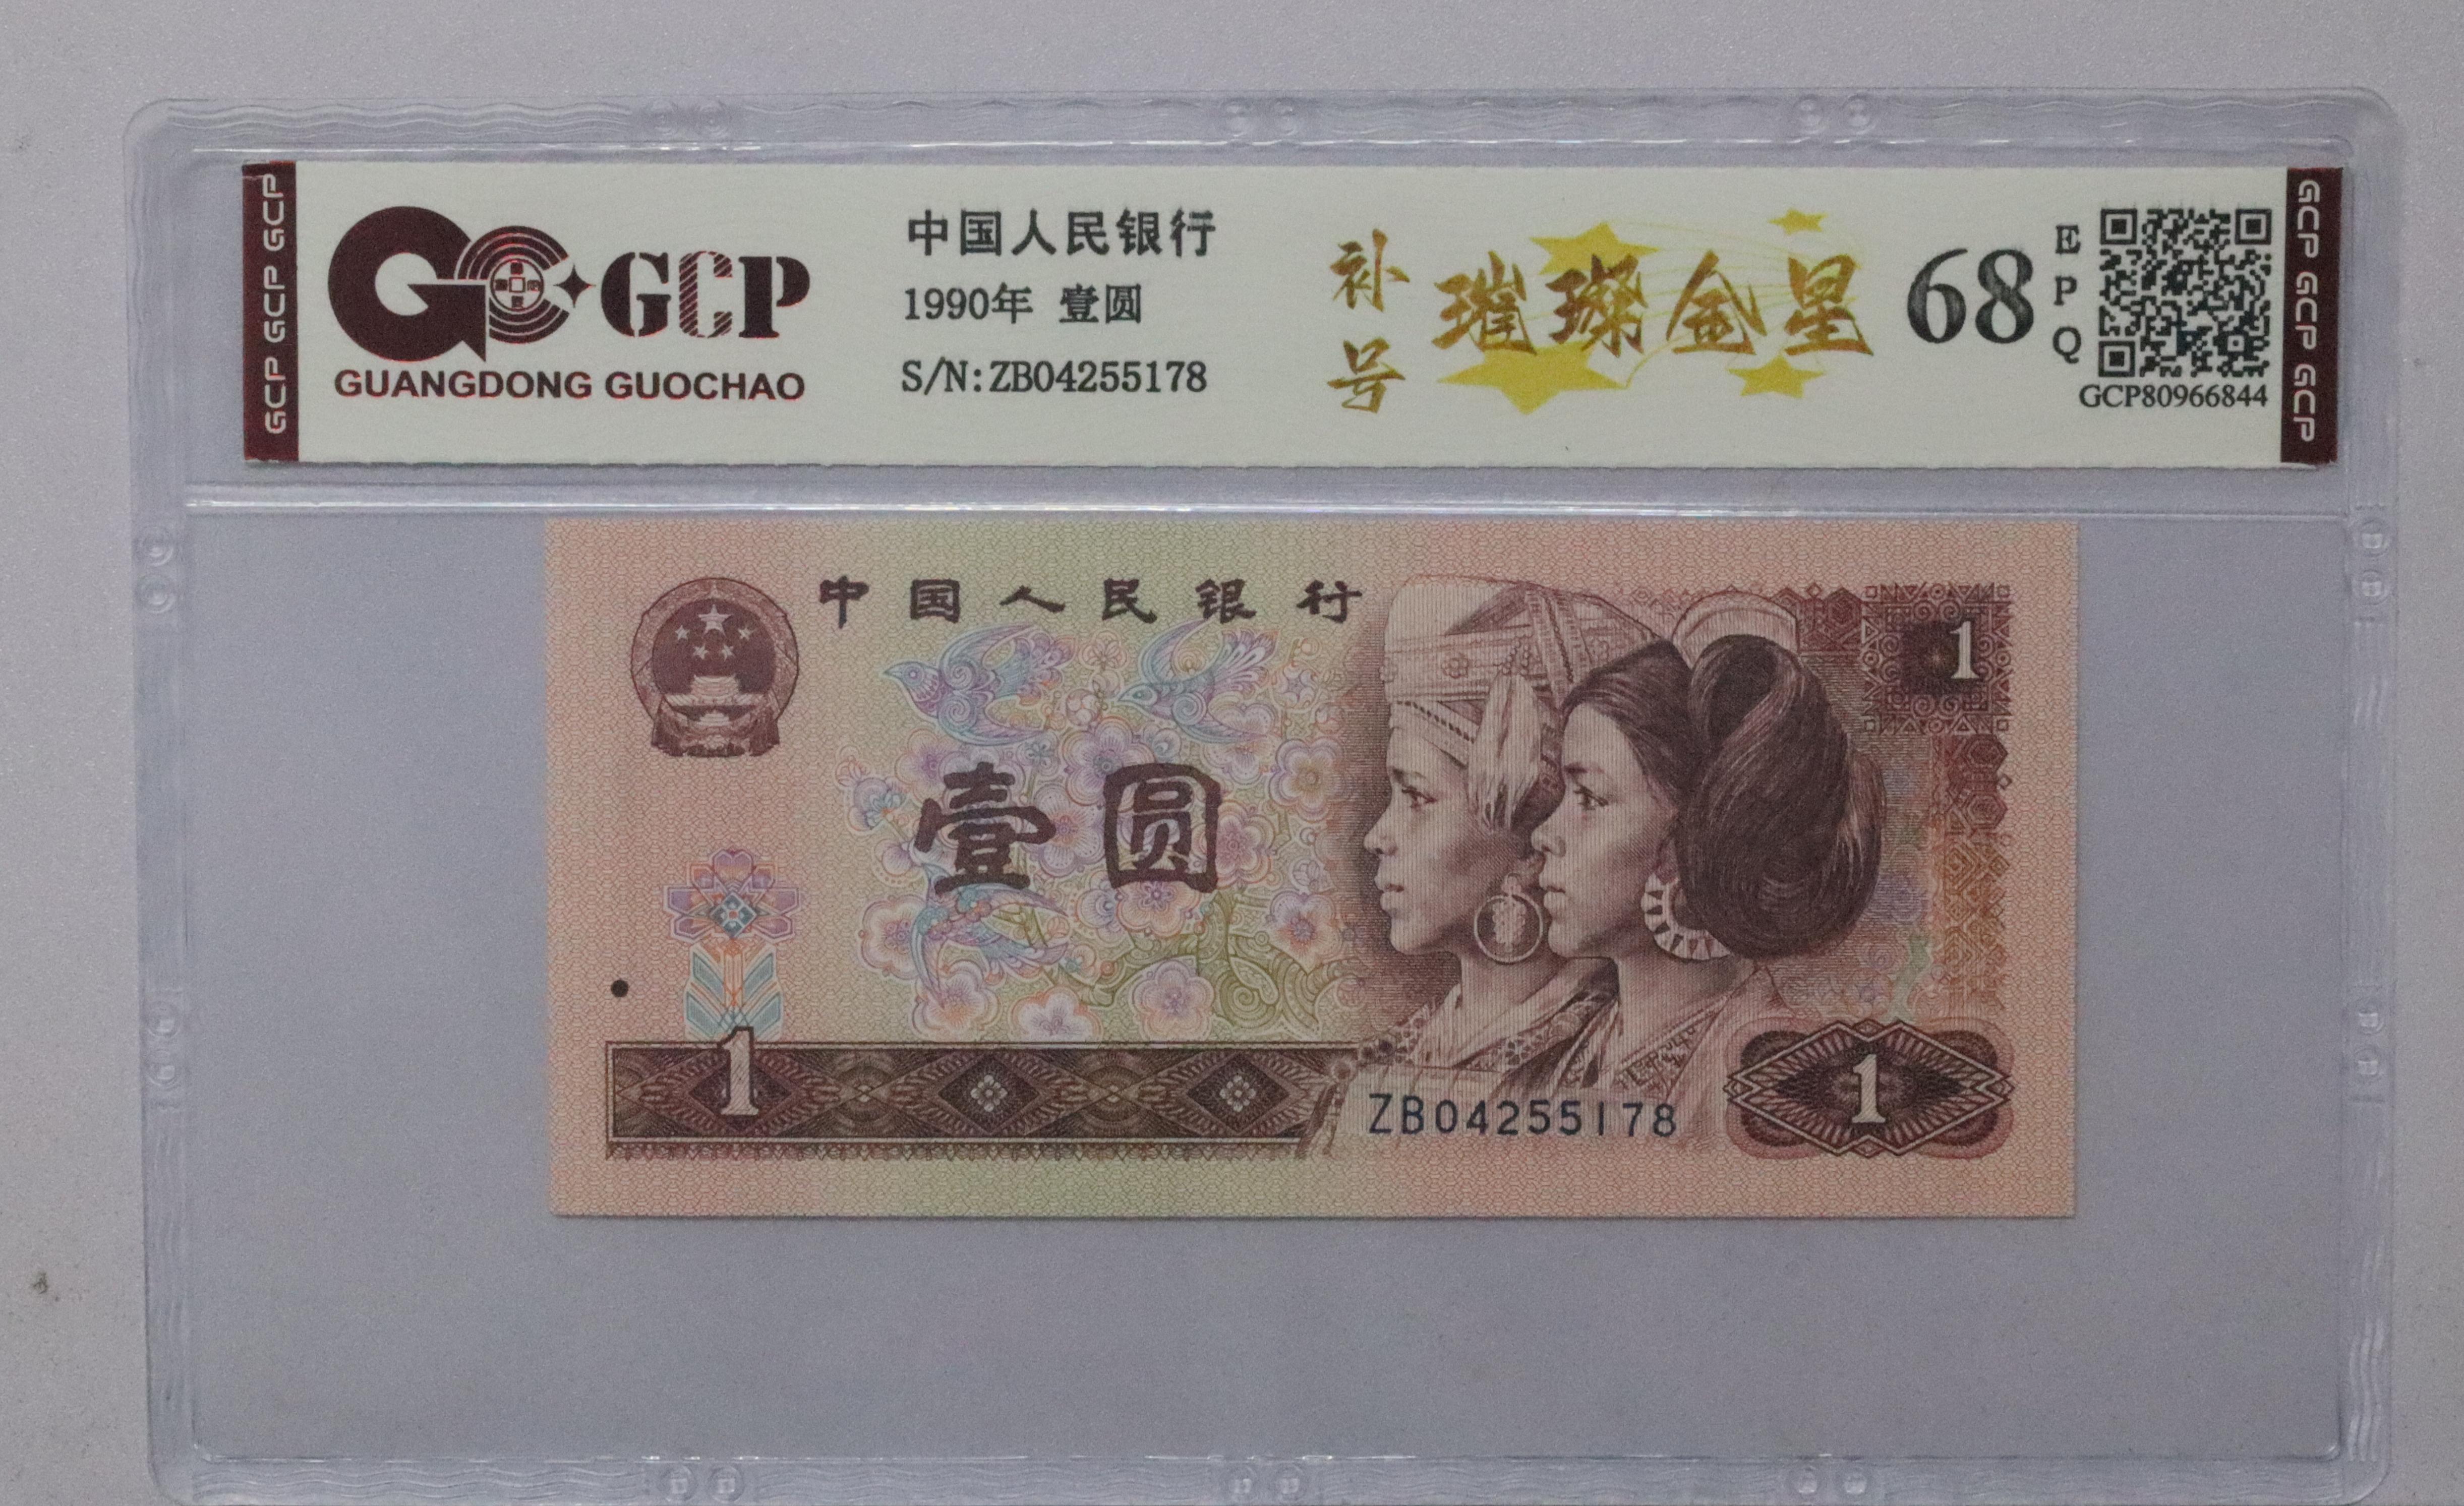 GCP GCP GCP
GCP
GUANGDONG GUOCHAO
中国人民银行
1990年 壹圆
S/N:ZB04255178
补号
璀璨金星
68
EPQ
GCP80966844
GCP GCP GCP
中国人民银行
1
壹圆
1
ZB04255178
1